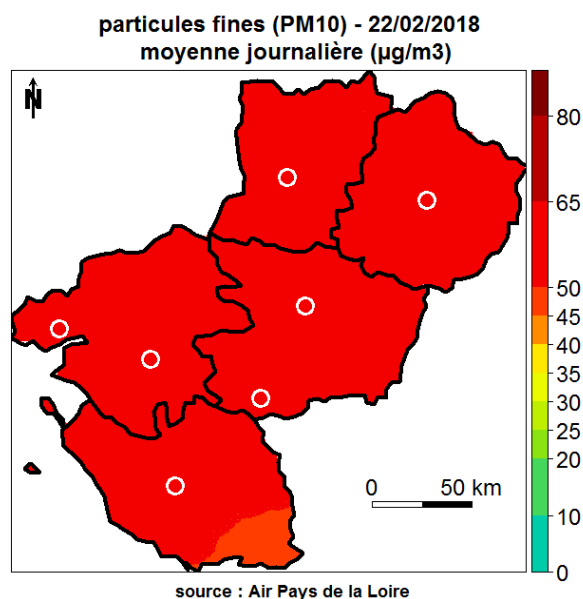 particules fines (PM10) - 22/02/2018
moyenne journalière (µg/m3)
N
80
65
50
45
40
35
30
25
20
10
0
0 50 km
source : Air Pays de la Loire